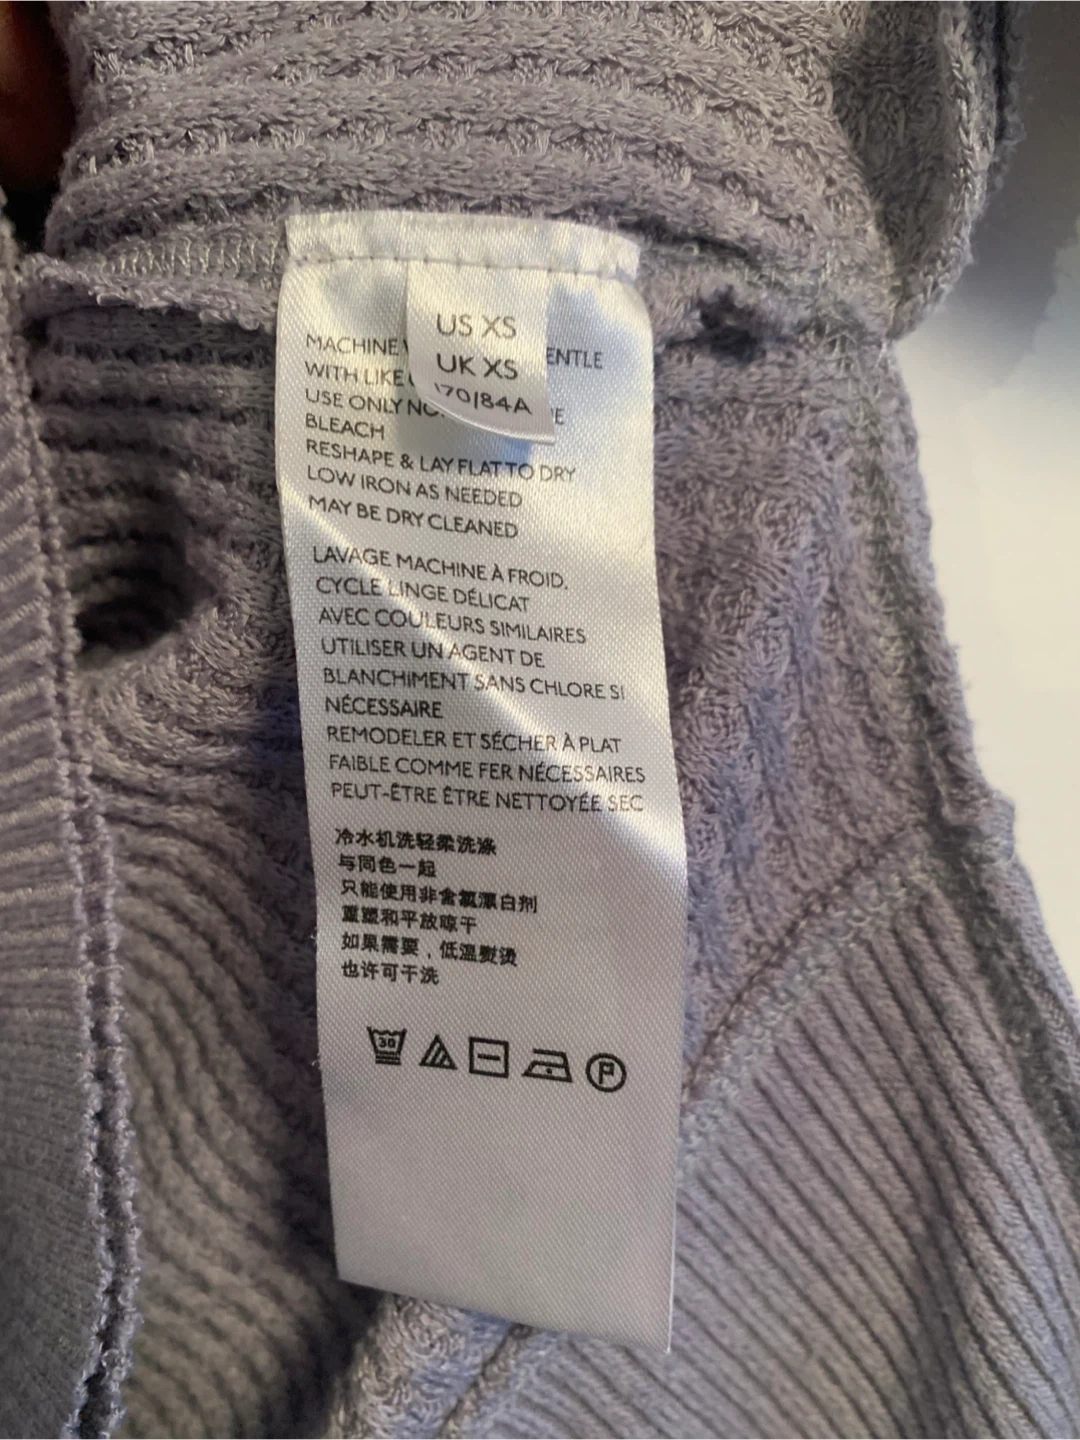 US XS
UK XS
170/84A
MACHINE ENTLE
WITH LIKE
USE ONLY
BLEACH
RESHAPE & LAY FLAT TO DRY
LOW IRON AS NEEDED
MAY BE DRY CLEANED
LAVAGE MACHINE À FROID,
CYCLE LINGE DÉLICAT
AVEC COULEURS SIMILAIRES
UTILISER UN AGENT DE
BLANCHIMENT SANS CHLORE SI
NÉCESSAIRE
REMODELER ET SÉCHER À PLAT
FAIBLE COMME FER NÉCESSAIRES
PEUT-ÊTRE ÊTRE NETTOYÉE SEC
冷水机洗轻柔洗涤
与同色一起
只能使用非含氯漂白剂
重塑和平放晾干
如果需要，低温熨烫
也许可干洗
30
P